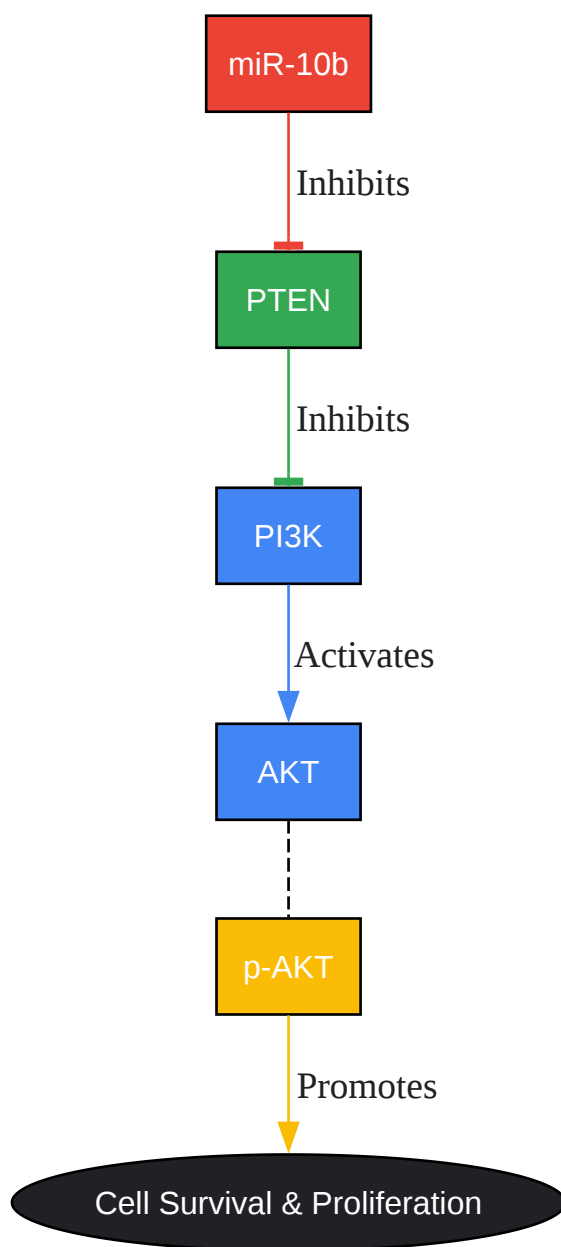 miR-10b
Inhibits
PTEN
Inhibits
PI3K
Activates
AKT
p-AKT
Promotes
Cell Survival & Proliferation